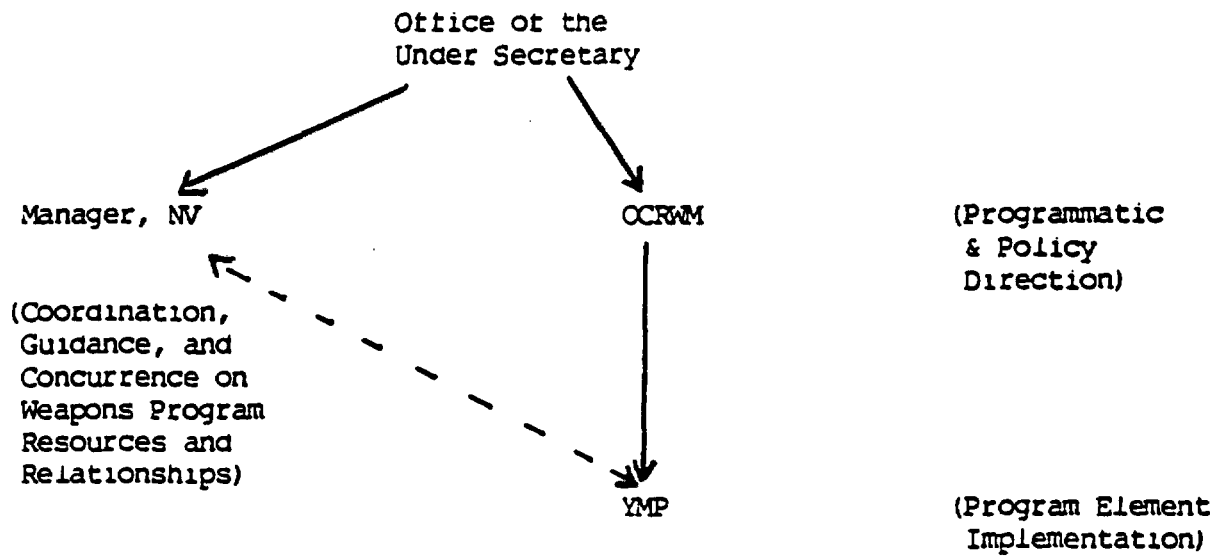 Office of the
Under Secretary
Manager, NV
OCRWM
(Programmatic
& Policy
Direction)
(Coordination,
Guidance, and
Concurrence on
Weapons Program
Resources and
Relationships)
YMP
(Program Element
Implementation)